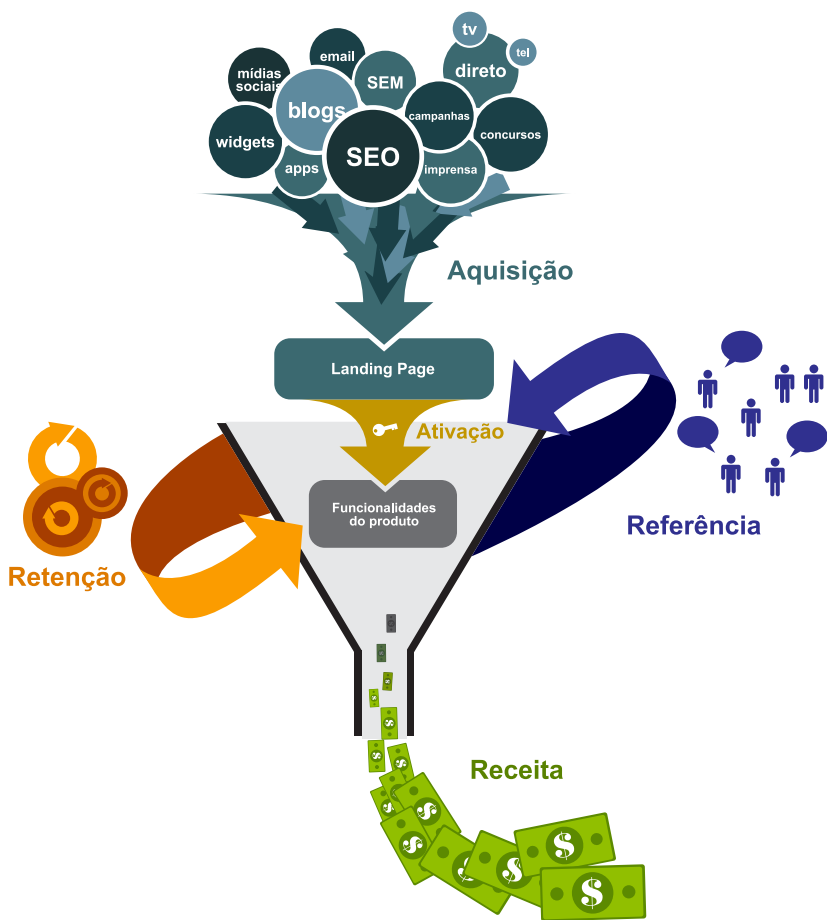 tv
tel
email
mídias
sociais
SEM
direto
blogs
campanhas
widgets
concursos
SEO
apps
imprensa
Aquisição
Landing Page
Ativação
Funcionalidades
do produto
Referência
Retenção
Receita
$
$
$
$
$
$
$